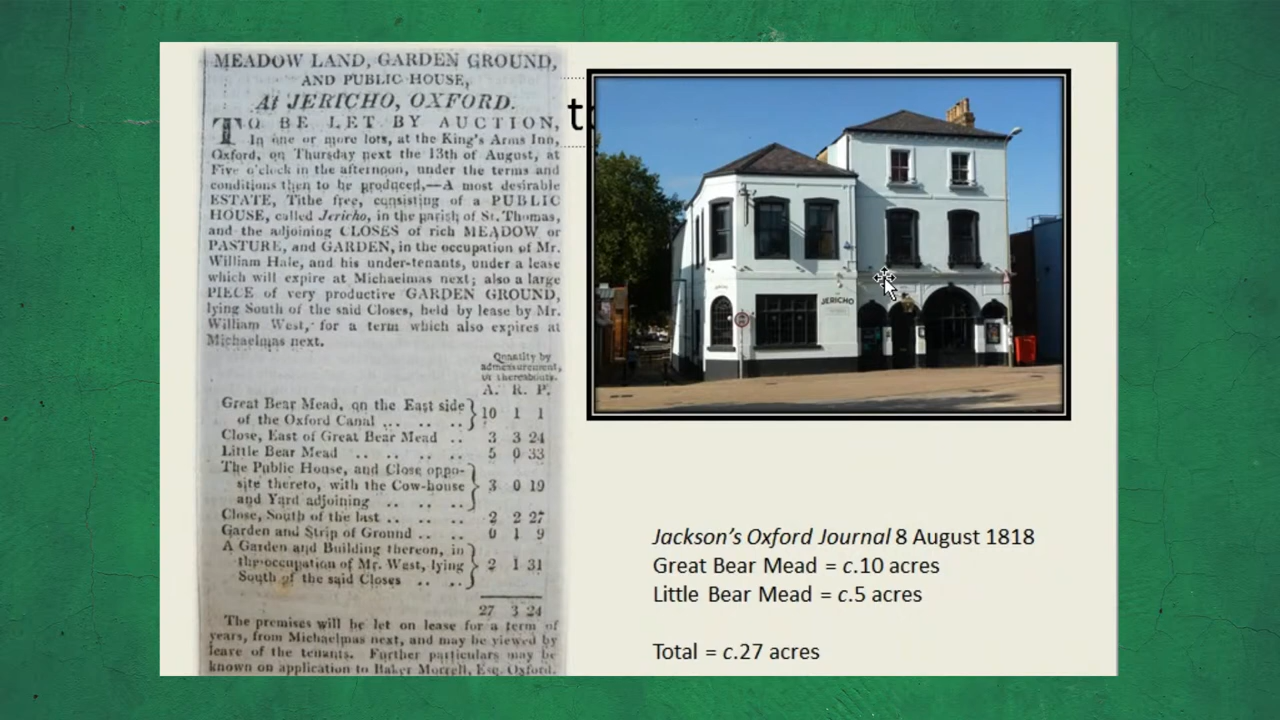 MEADOW LAND, GARDEN GROUND,
AND PUBLIC HOUSE,
At JERICHO, OXFORD.
TO BE LET BY AUCTION,
In one or more lots, at the King's Arms Inn,
Oxford, on Thursday next the 13th of August, at
Five o'clock in the afternoon, under the terms and
conditions then to be produced,—A most desirable
ESTATE, Tithe free, consisting of a PUBLIC
HOUSE, called Jericho, in the parish of St. Thomas,
and the adjoining CLOSES of rich MEADOW or
PASTURE, and GARDEN, in the occupation of Mr.
William Hale, and his under-tenants, under a lease
which will expire at Michaelmas next; also a large
PIECE of very productive GARDEN GROUND,
lying South of the said Closes, held by lease by Mr.
William West, for a term which also expires at
Michaelmas next.
Quantity by
admeasurement,
or thereabouts.
A. R. P.
Great Bear Mead, on the East side
of the Oxford Canal .. .. .. } 10 1 1
Close, East of Great Bear Mead .. 3 3 24
Little Bear Mead .. .. .. .. 5 0 33
The Public House, and Close oppo-
site thereto, with the Cow-house } 3 0 19
and Yard adjoining .. .. ..
Close, South of the last .. .. .. 2 2 27
Garden and Strip of Ground .. .. 0 1 9
A Garden and Building thereon, in
the occupation of Mr. West, lying } 2 1 31
South of the said Closes .. ..
27 3 24
The premises will be let on lease for a term of
years, from Michaelmas next, and may be viewed by
leave of the tenants. Further particulars may be
known on application to Baker Morrell, Esq. Oxford.
JERICHO
Jackson's Oxford Journal 8 August 1818
Great Bear Mead = c.10 acres
Little Bear Mead = c.5 acres
Total = c.27 acres